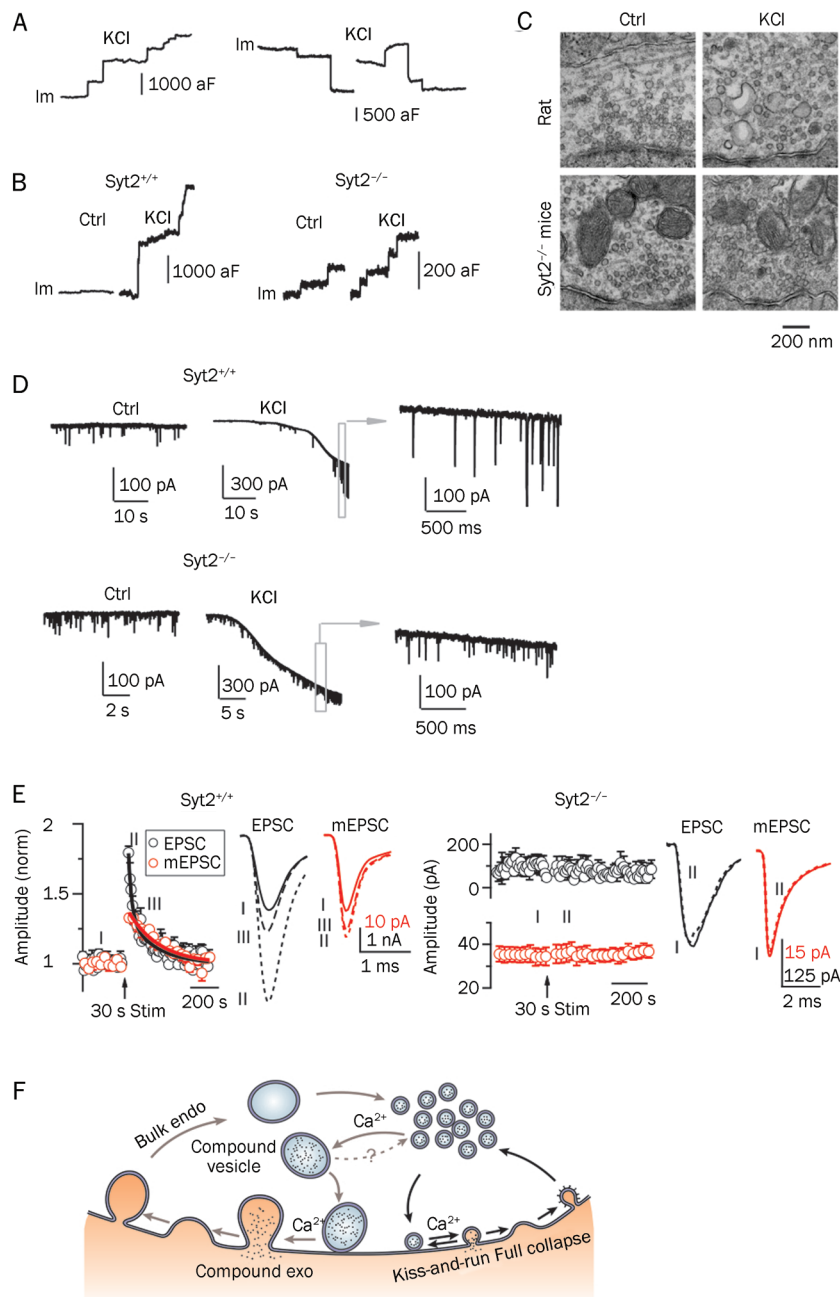 A
KCl
Im
1000 aF
KCl
Im
500 aF
B
Syt2+/+
Ctrl
KCl
Im
1000 aF
Syt2−/−
Ctrl
KCl
Im
200 aF
C
Ctrl
KCl
Rat
Syt2−/− mice
200 nm
D
Syt2+/+
Ctrl
KCl
100 pA
10 s
300 pA
10 s
100 pA
500 ms
Syt2−/−
Ctrl
KCl
100 pA
2 s
300 pA
5 s
100 pA
500 ms
E
Syt2+/+
Amplitude (norm)
2
1.5
1
II
EPSC
mEPSC
III
I
30 s Stim
200 s
EPSC
I
III
II
mEPSC
I
III
II
10 pA
1 nA
1 ms
Syt2−/−
Amplitude (pA)
200
0
40
20
I
II
30 s Stim
200 s
EPSC
II
I
mEPSC
II
I
15 pA
125 pA
2 ms
F
Bulk endo
Compound
vesicle
Ca2+
?
Ca2+
Compound exo
Ca2+
Kiss-and-run Full collapse